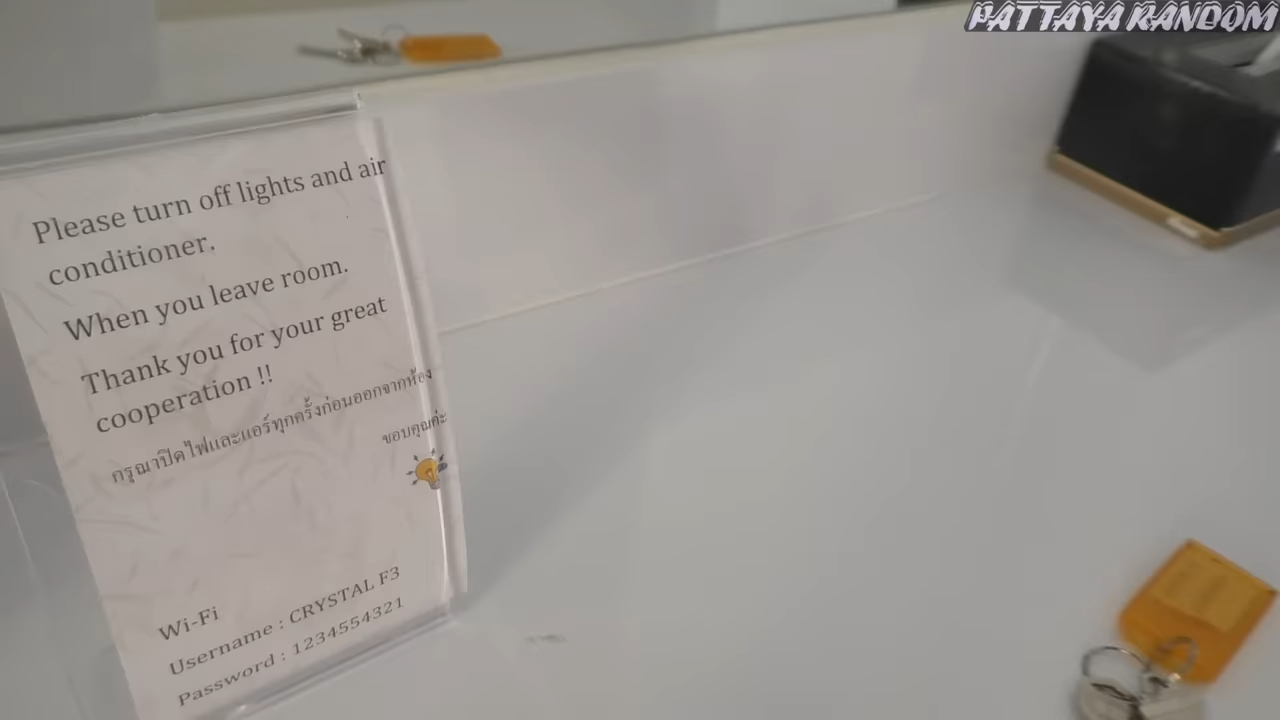 PATTAYA RANDOM
Please turn off lights and air
conditioner.
When you leave room.
Thank you for your great
cooperation !!
กรุณาปิดไฟและแอร์ทุกครั้งก่อนออกจากห้อง
ขอบคุณค่ะ
Wi-Fi
Username : CRYSTAL F3
Password : 1234554321